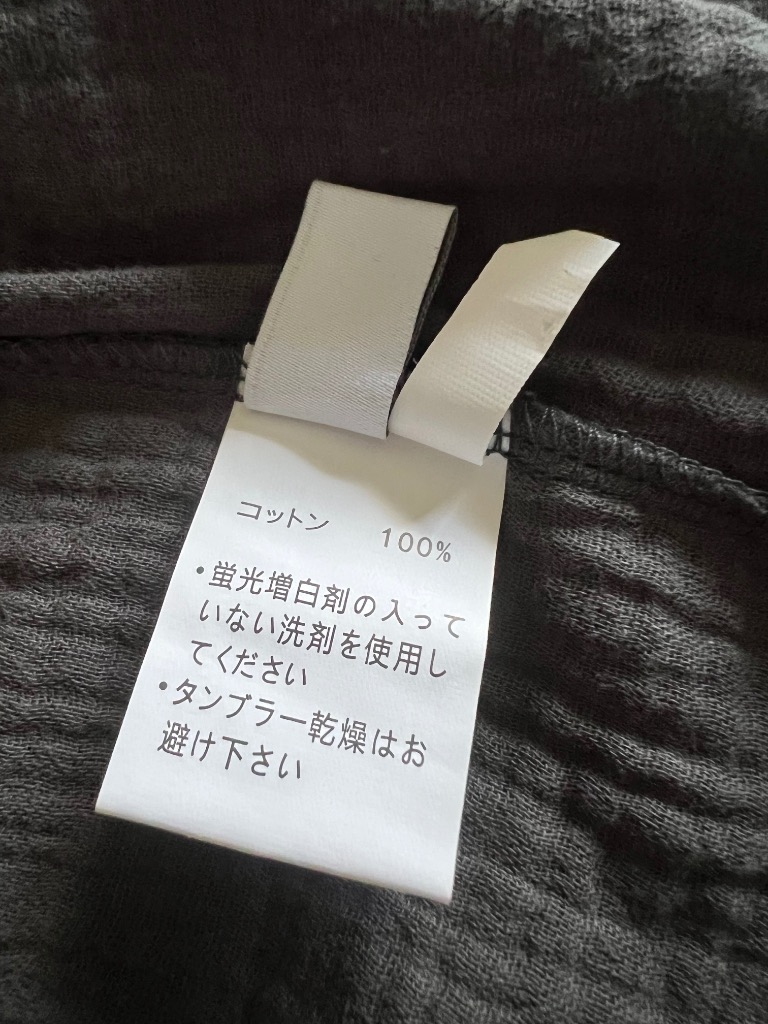 コットン 100%
・蛍光増白剤の入って
いない洗剤を使用し
てください
・タンブラー乾燥はお
避け下さい